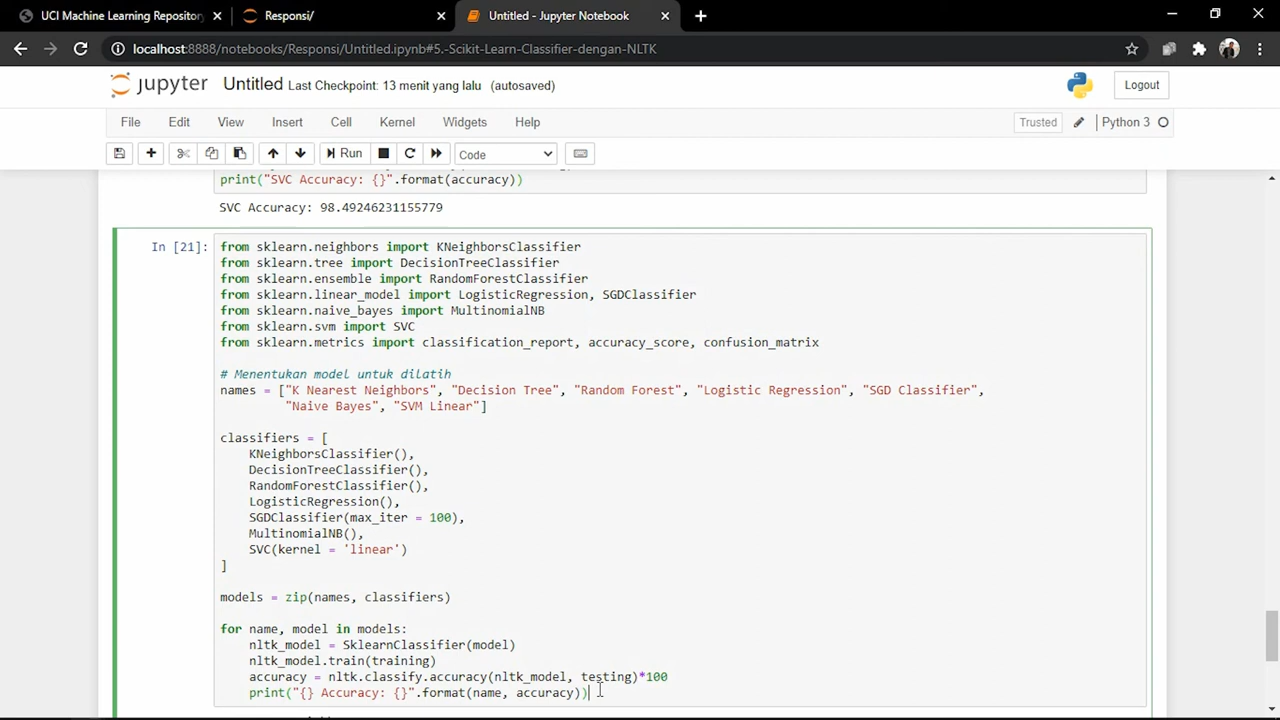 UCI Machine Learning Repository
Responsi/
Untitled - Jupyter Notebook
localhost:8888/notebooks/Responsi/Untitled.ipynb#5.-Scikit-Learn-Classifier-dengan-NLTK
jupyter Untitled Last Checkpoint: 13 menit yang lalu (autosaved)
Logout
File Edit View Insert Cell Kernel Widgets Help
Trusted
Python 3
Run
Code
print("SVC Accuracy: {}".format(accuracy))
SVC Accuracy: 98.49246231155779
In [21]:
from sklearn.neighbors import KNeighborsClassifier
from sklearn.tree import DecisionTreeClassifier
from sklearn.ensemble import RandomForestClassifier
from sklearn.linear_model import LogisticRegression, SGDClassifier
from sklearn.naive_bayes import MultinomialNB
from sklearn.svm import SVC
from sklearn.metrics import classification_report, accuracy_score, confusion_matrix
# Menentukan model untuk dilatih
names = ["K Nearest Neighbors", "Decision Tree", "Random Forest", "Logistic Regression", "SGD Classifier",
"Naive Bayes", "SVM Linear"]
classifiers = [
KNeighborsClassifier(),
DecisionTreeClassifier(),
RandomForestClassifier(),
LogisticRegression(),
SGDClassifier(max_iter = 100),
MultinomialNB(),
SVC(kernel = 'linear')
]
models = zip(names, classifiers)
for name, model in models:
nltk_model = SklearnClassifier(model)
nltk_model.train(training)
accuracy = nltk.classify.accuracy(nltk_model, testing)*100
print("{} Accuracy: {}".format(name, accuracy))